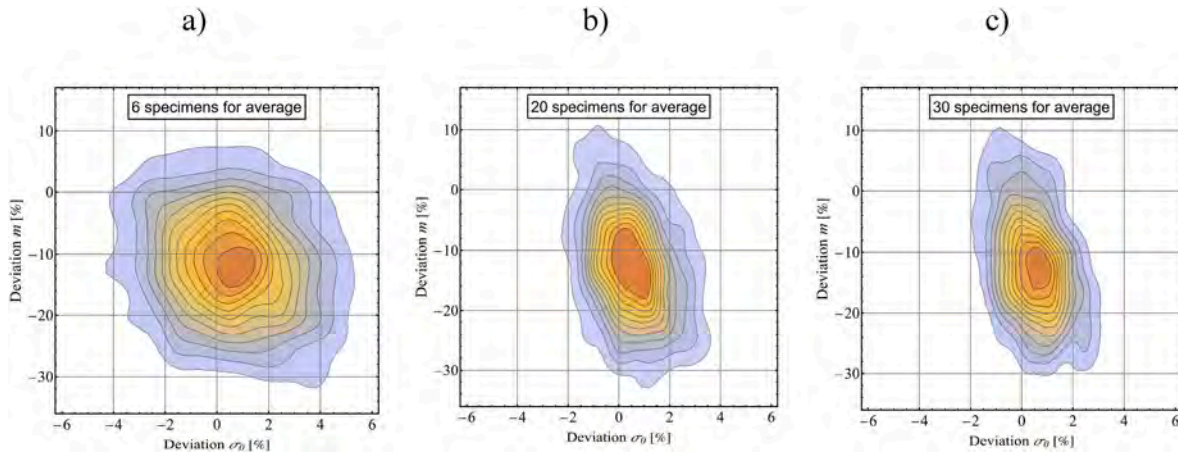 a)
b)
c)
6 specimens for average
20 specimens for average
30 specimens for average
Deviation m [%]
10
0
−10
−20
−30
−6 −4 −2 0 2 4 6
Deviation σ0 [%]
Deviation m [%]
10
0
−10
−20
−30
−6 −4 −2 0 2 4 6
Deviation σ0 [%]
Deviation m [%]
10
0
−10
−20
−30
−6 −4 −2 0 2 4 6
Deviation σ0 [%]